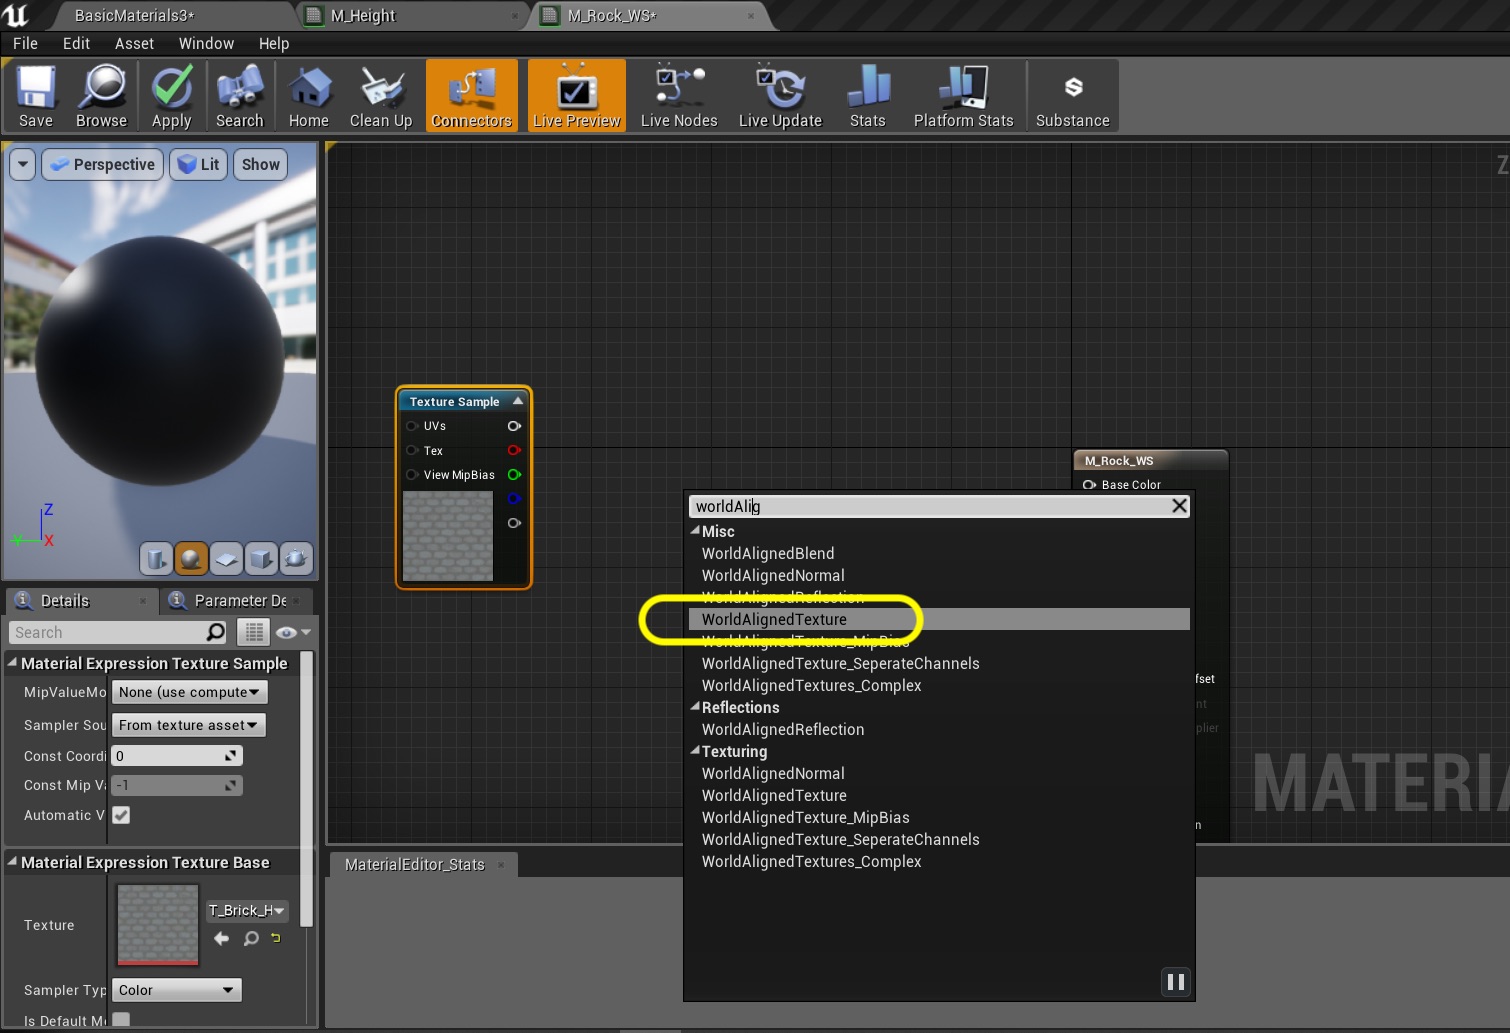 BasicMaterials3*
M_Height
M_Rock_WS*
File Edit Asset Window Help
Save Browse Apply Search Home Clean Up Connectors Live Preview Live Nodes Live Update Stats Platform Stats Substance
Perspective Lit Show
Z
Z
Y X
Texture Sample
UVs
Tex
View MipBias
M_Rock_WS
Base Color
worldAlig
Misc
WorldAlignedBlend
WorldAlignedNormal
WorldAlignedReflection
WorldAlignedTexture
WorldAlignedTexture_MipBias
WorldAlignedTexture_SeperateChannels
WorldAlignedTextures_Complex
Reflections
WorldAlignedReflection
Texturing
WorldAlignedNormal
WorldAlignedTexture
WorldAlignedTexture_MipBias
WorldAlignedTexture_SeperateChannels
WorldAlignedTextures_Complex
fset
nt
plier
n
MATERIA
MaterialEditor_Stats
Details
Parameter De
Search
Material Expression Texture Sample
MipValueMo None (use compute
Sampler Sou From texture asset
Const Coordi 0
Const Mip Va -1
Automatic V
Material Expression Texture Base
Texture
T_Brick_H
Sampler Typ Color
Is Default Me